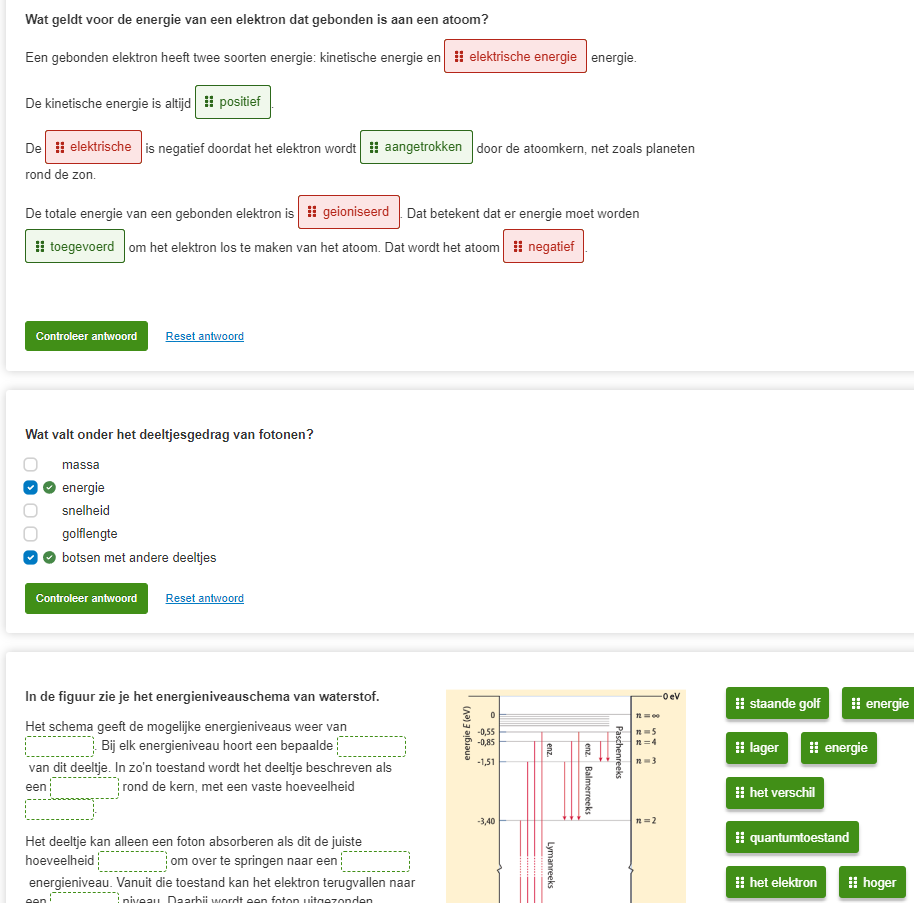 Wat geldt voor de energie van een elektron dat gebonden is aan een atoom?
Een gebonden elektron heeft twee soorten energie: kinetische energie en elektrische energie energie.
De kinetische energie is altijd positief.
De elektrische is negatief doordat het elektron wordt aangetrokken door de atoomkern, net zoals planeten
rond de zon.
De totale energie van een gebonden elektron is geioniseerd. Dat betekent dat er energie moet worden
toegevoerd om het elektron los te maken van het atoom. Dat wordt het atoom negatief.
Controleer antwoord Reset antwoord
Wat valt onder het deeltjesgedrag van fotonen?
massa
energie
snelheid
golflengte
botsen met andere deeltjes
Controleer antwoord Reset antwoord
In de figuur zie je het energieniveauschema van waterstof.
Het schema geeft de mogelijke energieniveaus weer van
. Bij elk energieniveau hoort een bepaalde
van dit deeltje. In zo'n toestand wordt het deeltje beschreven als
een rond de kern, met een vaste hoeveelheid
.
Het deeltje kan alleen een foton absorberen als dit de juiste
hoeveelheid om over te springen naar een
energieniveau. Vanuit die toestand kan het elektron terugvallen naar
een niveau. Daarbij wordt een foton uitgezonden
energie E (eV)
0
-0,55
-0,85
-1,51
-3,40
0 eV
n = ∞
n = 5
n = 4
n = 3
n = 2
enz.
Lymanreeks
enz.
Balmerreeks
Paschenreeks
staande golf energie
lager energie
het verschil
quantumtoestand
het elektron hoger